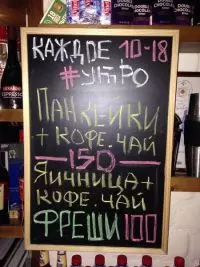 КАЖДОЕ 10-18
#УТРО
ПАНКЕЙКИ
+ КОФЕ.ЧАЙ
150
ЯИЧНИЦА+
КОФЕ.ЧАЙ
ФРЕШИ 100